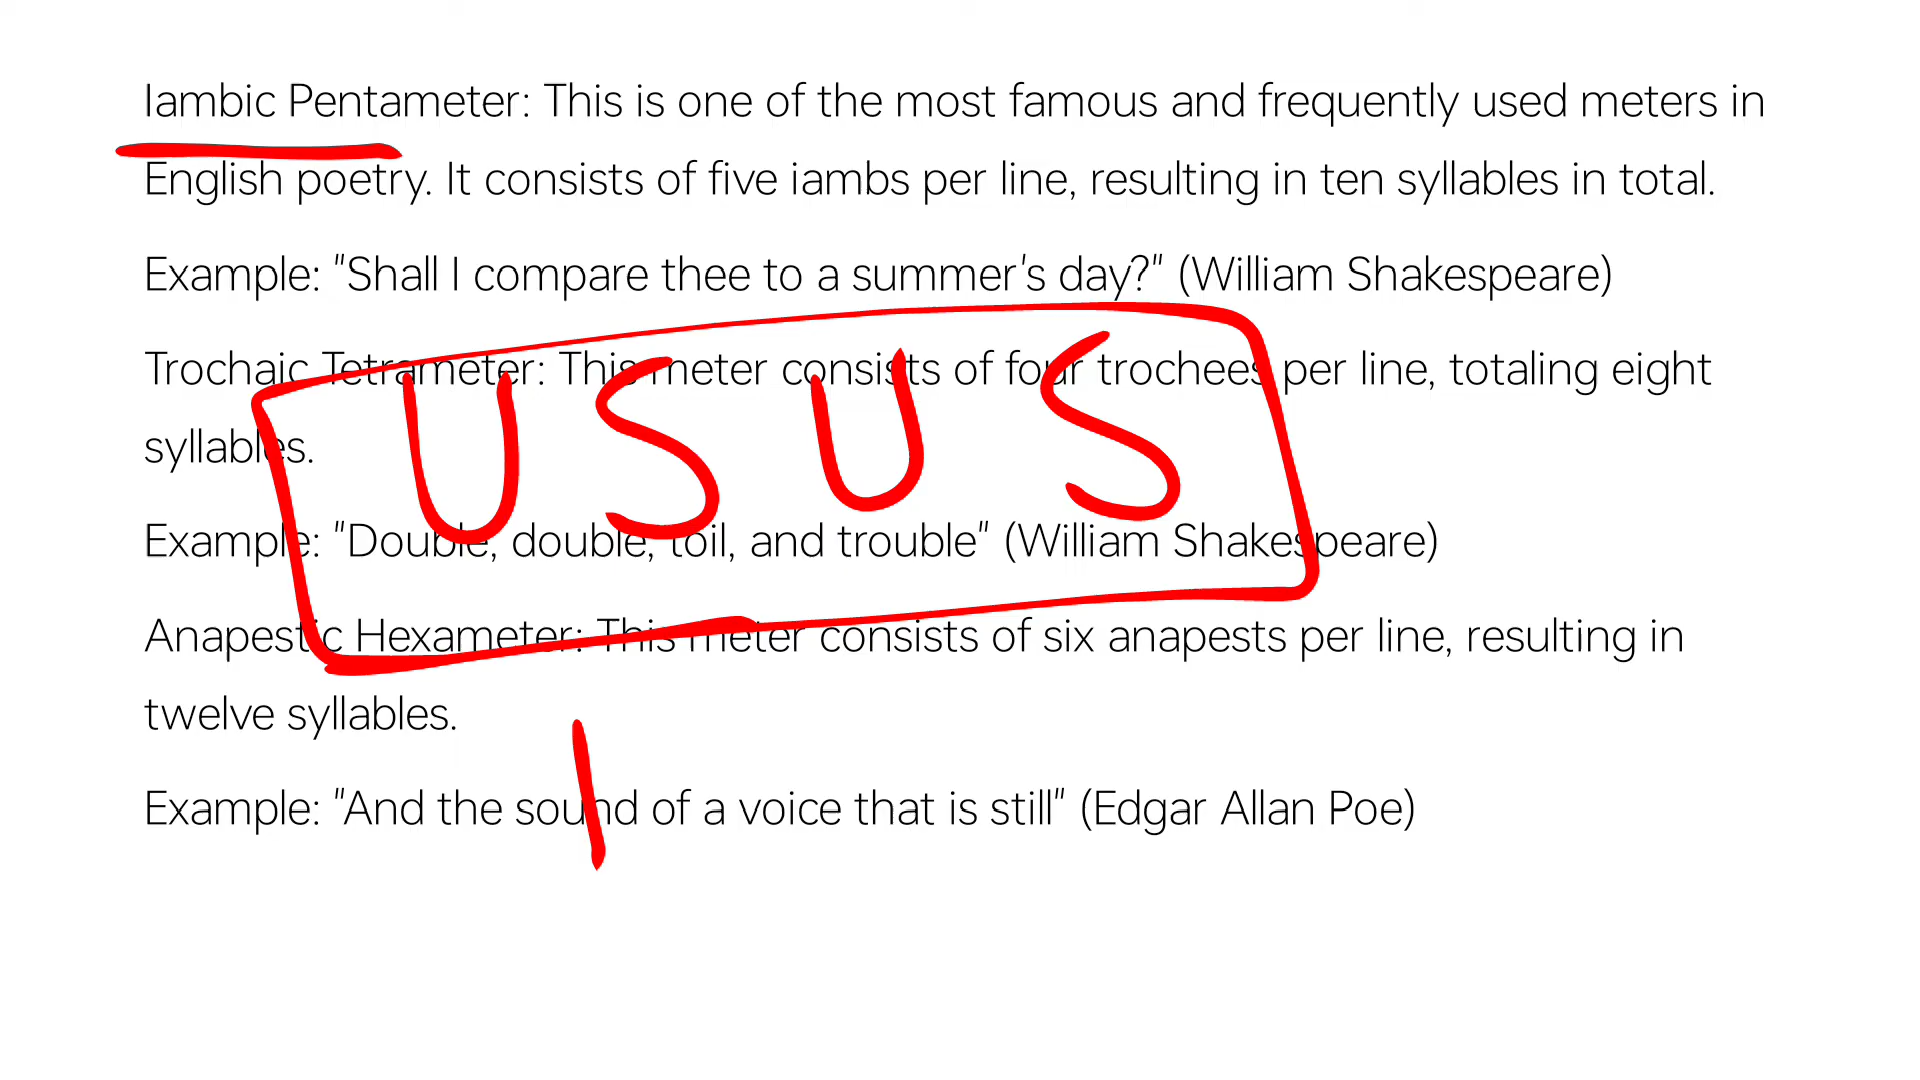 Iambic Pentameter: This is one of the most famous and frequently used meters in
English poetry. It consists of five iambs per line, resulting in ten syllables in total.
Example: "Shall I compare thee to a summer's day?" (William Shakespeare)
Trochaic Tetrameter: This meter consists of four trochees per line, totaling eight
U S U S
syllables.
Example: "Double, double, toil, and trouble" (William Shakespeare)
Anapestic Hexameter: This meter consists of six anapests per line, resulting in
twelve syllables.
Example: "And the sound of a voice that is still" (Edgar Allan Poe)